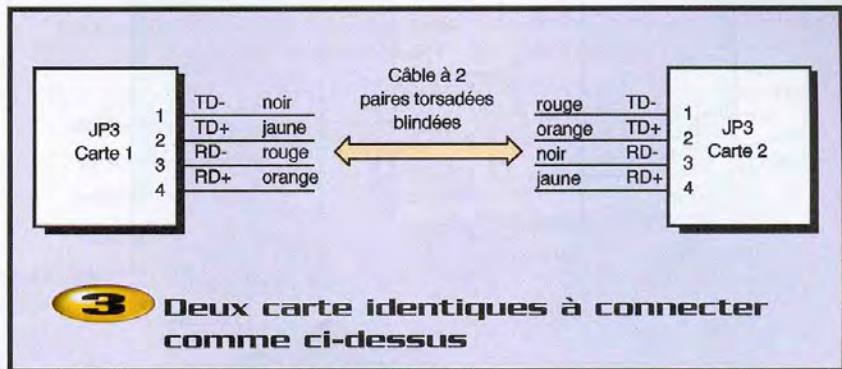 Câble à 2
paires torsadées
blindées
JP3
Carte 1
1 TD- noir
2 TD+ jaune
3 RD- rouge
4 RD+ orange
rouge TD- 1
orange TD+ 2
noir RD- 3
jaune RD+ 4
JP3
Carte 2
3 Deux carte identiques à connecter
comme ci-dessus